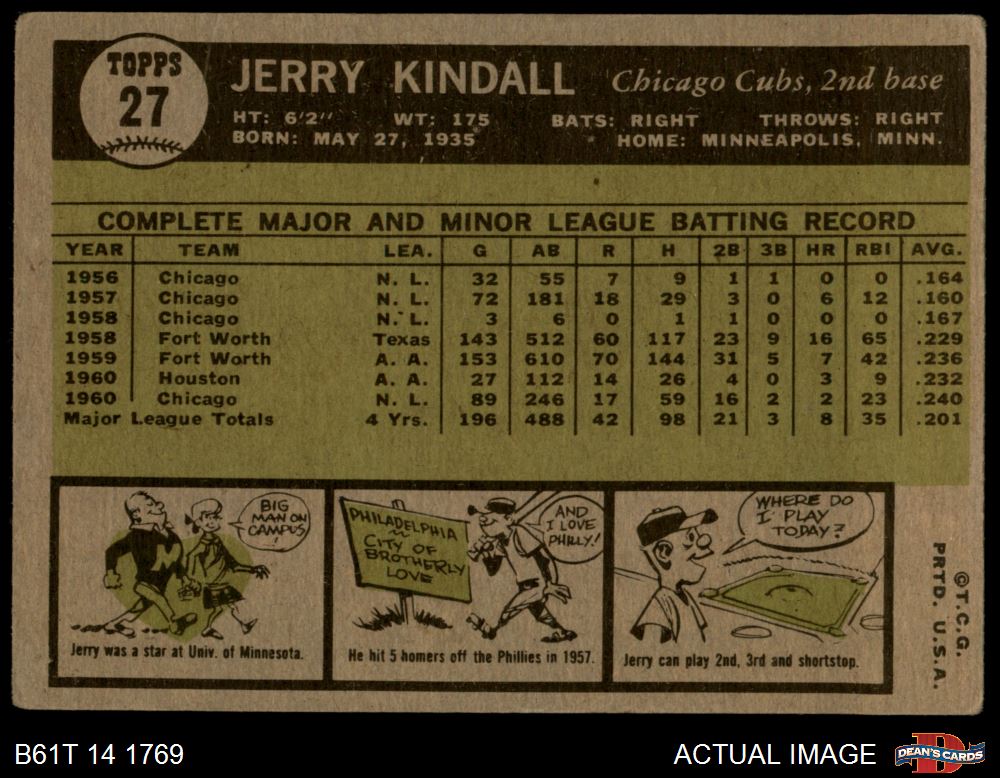 TOPPS
27
JERRY KINDALL Chicago Cubs, 2nd base
HT: 6'2" WT: 175 BATS: RIGHT THROWS: RIGHT
BORN: MAY 27, 1935 HOME: MINNEAPOLIS, MINN.
COMPLETE MAJOR AND MINOR LEAGUE BATTING RECORD
YEAR TEAM LEA. G AB R H 2B 3B HR RBI AVG.
1956 Chicago N. L. 32 55 7 9 1 1 0 0 .164
1957 Chicago N. L. 72 181 18 29 3 0 6 12 .160
1958 Chicago N. L. 3 6 0 1 1 0 0 0 .167
1958 Fort Worth Texas 143 512 60 117 23 9 16 65 .229
1959 Fort Worth A. A. 153 610 70 144 31 5 7 42 .236
1960 Houston A. A. 27 112 14 26 4 0 3 9 .232
1960 Chicago N. L. 89 246 17 59 16 2 2 23 .240
Major League Totals 4 Yrs. 196 488 42 98 21 3 8 35 .201
BIG
MAN ON
CAMPUS!
M
Jerry was a star at Univ. of Minnesota.
PHILADELPHIA
CITY OF
BROTHERLY
LOVE
AND
I LOVE
PHILLY!
He hit 5 homers off the Phillies in 1957.
WHERE DO
I PLAY
TODAY?
Jerry can play 2nd, 3rd and shortstop.
©T.C.G.
PRTD. U.S.A.
B61T 14 1769
ACTUAL IMAGE
D
DEAN'S CARDS